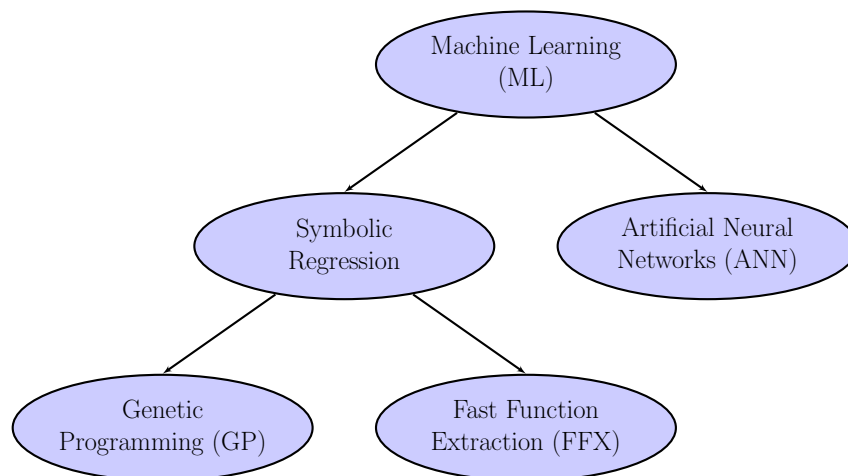 Machine Learning
(ML)
Symbolic
Regression
Artificial Neural
Networks (ANN)
Genetic
Programming (GP)
Fast Function
Extraction (FFX)